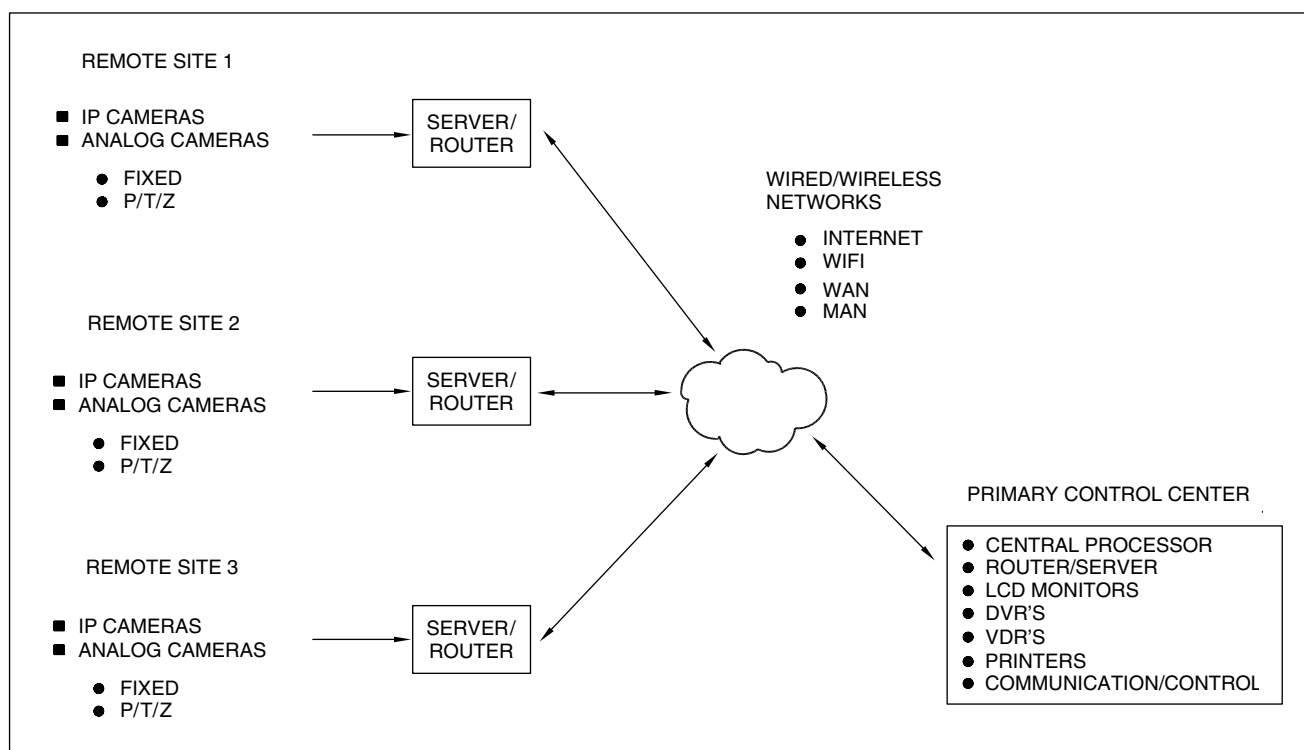 REMOTE SITE 1
■ IP CAMERAS
■ ANALOG CAMERAS
● FIXED
● P/T/Z
SERVER/
ROUTER
WIRED/WIRELESS
NETWORKS
● INTERNET
● WIFI
● WAN
● MAN
REMOTE SITE 2
■ IP CAMERAS
■ ANALOG CAMERAS
● FIXED
● P/T/Z
SERVER/
ROUTER
REMOTE SITE 3
■ IP CAMERAS
■ ANALOG CAMERAS
● FIXED
● P/T/Z
SERVER/
ROUTER
PRIMARY CONTROL CENTER
● CENTRAL PROCESSOR
● ROUTER/SERVER
● LCD MONITORS
● DVR'S
● VDR'S
● PRINTERS
● COMMUNICATION/CONTROL